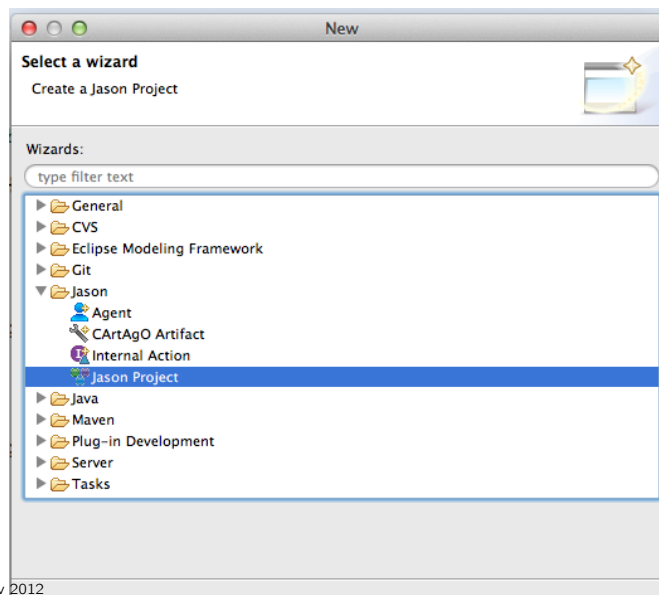 New
Select a wizard
Create a Jason Project
Wizards:
type filter text
General
CVS
Eclipse Modeling Framework
Git
Jason
Agent
CArtAgO Artifact
Internal Action
Jason Project
Java
Maven
Plug-in Development
Server
Tasks
2012